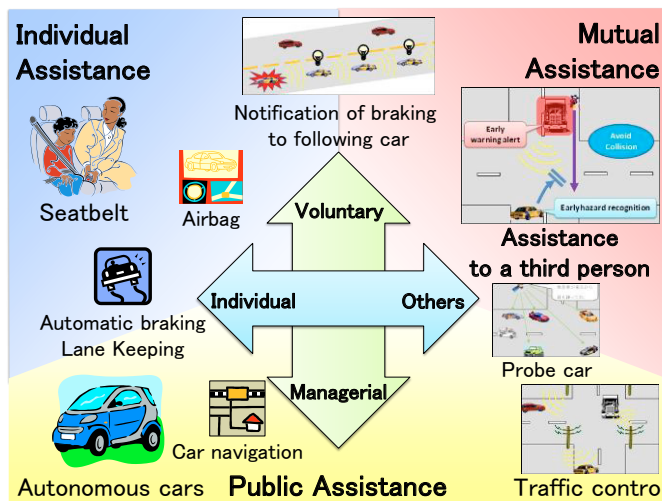 Individual
Assistance
Mutual
Assistance
Notification of braking
to following car
Early
warning alert
Avoid
Collision
Early hazard recognition
Seatbelt
Airbag
Voluntary
Assistance
to a third person
Individual
Others
Automatic braking
Lane Keeping
Probe car
Managerial
Car navigation
Autonomous cars
Public Assistance
Traffic contro